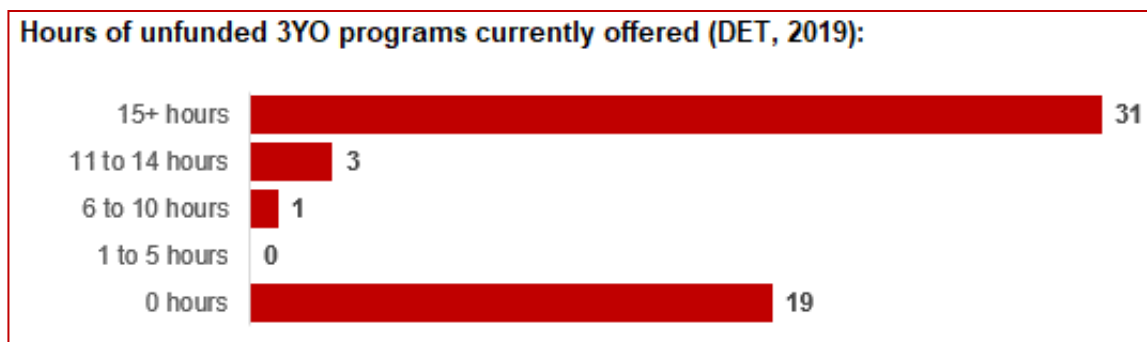 Hours of unfunded 3YO programs currently offered (DET, 2019):
15+ hours 31
11 to 14 hours 3
6 to 10 hours 1
1 to 5 hours 0
0 hours 19